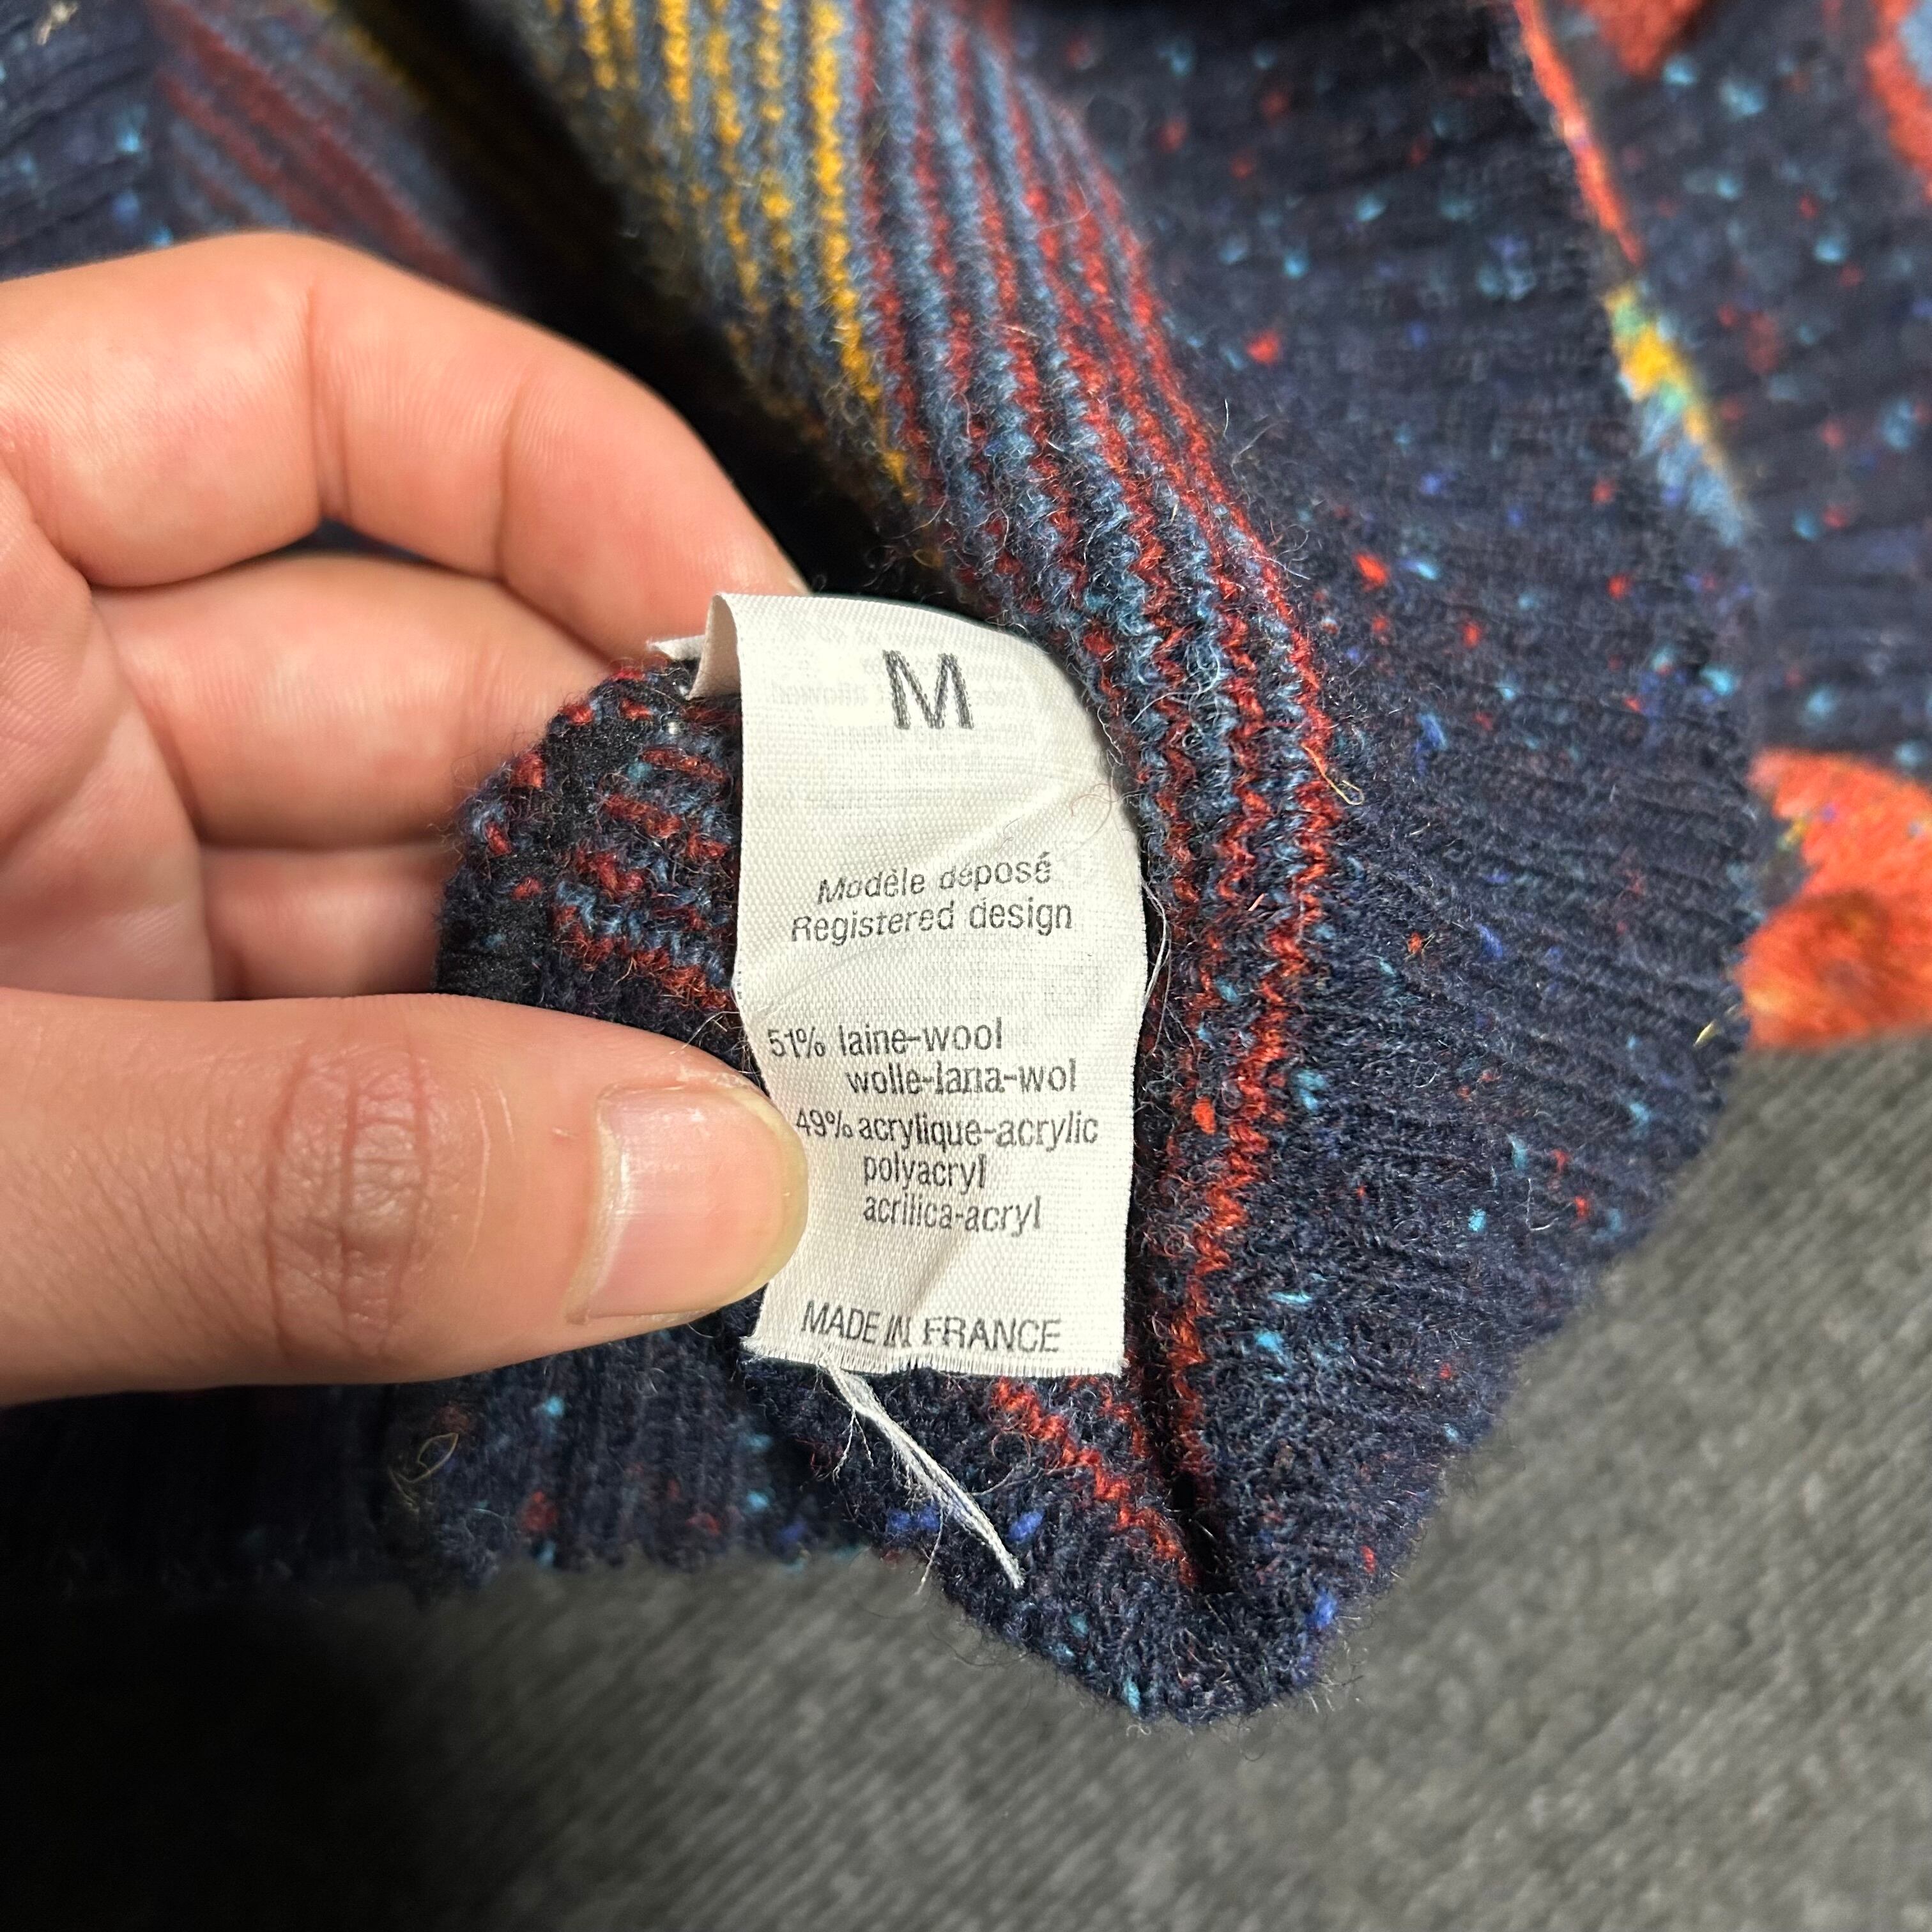 M
Modèle déposé
Registered design
51% laine-wool
wolle-lana-wol
49% acrylique-acrylic
polyacryl
acrilica-acryl
MADE IN FRANCE